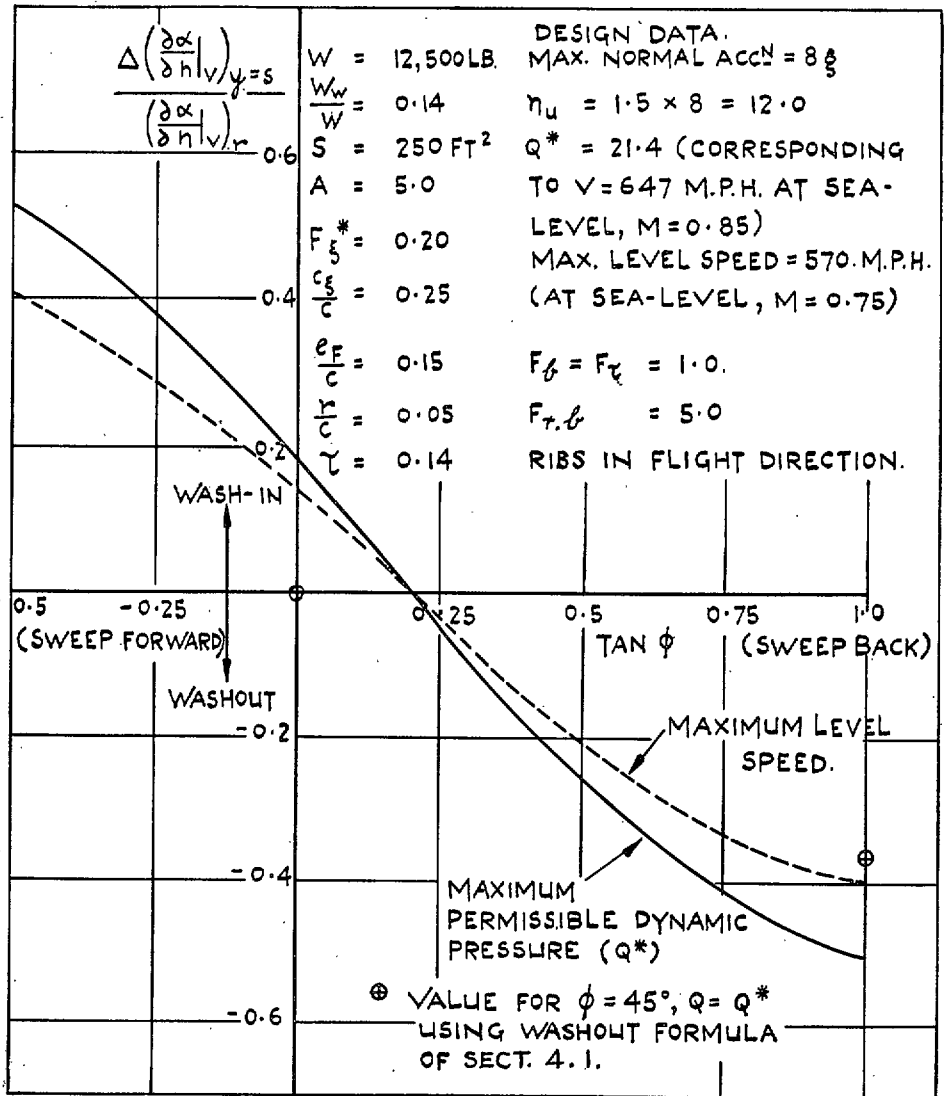 DESIGN DATA.
Δ(∂α/∂n|V)y=s
(∂α/∂n|V)r
W = 12,500 LB. MAX. NORMAL ACCᴺ = 8g
Ww/W = 0.14 ηu = 1.5 × 8 = 12.0
S = 250 FT² Q* = 21.4 (CORRESPONDING
A = 5.0 TO V=647 M.P.H. AT SEA-
LEVEL, M=0.85)
Fξ* = 0.20
MAX. LEVEL SPEED = 570. M.P.H.
cξ/c = 0.25 (AT SEA-LEVEL, M=0.75)
eF/c = 0.15 Fb = Fτ = 1.0.
r/c = 0.05 Fτ.b = 5.0
τ = 0.14 RIBS IN FLIGHT DIRECTION.
0.6
0.4
0.2
WASH-IN
0.5 -0.25 0.25 0.5 0.75 1.0
(SWEEP FORWARD) TAN ϕ (SWEEP BACK)
WASHOUT
-0.2
MAXIMUM LEVEL
SPEED.
-0.4
MAXIMUM
PERMISSIBLE DYNAMIC
PRESSURE (Q*)
-0.6
⊕ VALUE FOR ϕ = 45°, Q = Q*
USING WASHOUT FORMULA
OF SECT. 4.1.